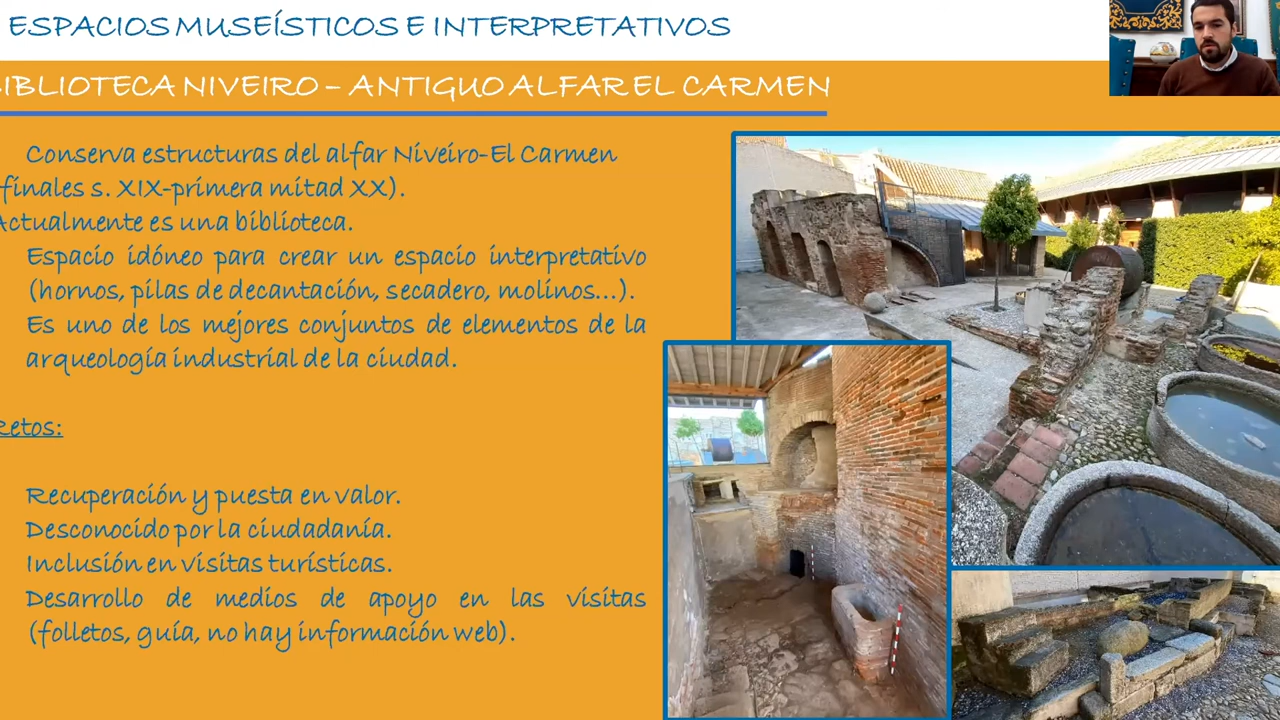 ESPACIOS MUSEÍSTICOS E INTERPRETATIVOS
IBLIOTECA NIVEIRO – ANTIGUO ALFAR EL CARMEN
Conserva estructuras del alfar Niveiro-El Carmen
finales s. XIX-primera mitad XX).
Actualmente es una biblioteca.
Espacio idóneo para crear un espacio interpretativo
(hornos, pilas de decantación, secadero, molinos...).
Es uno de los mejores conjuntos de elementos de la
arqueología industrial de la ciudad.
Retos:
Recuperación y puesta en valor.
Desconocido por la ciudadanía.
Inclusión en visitas turísticas.
Desarrollo de medios de apoyo en las visitas
(folletos, guía, no hay información web).